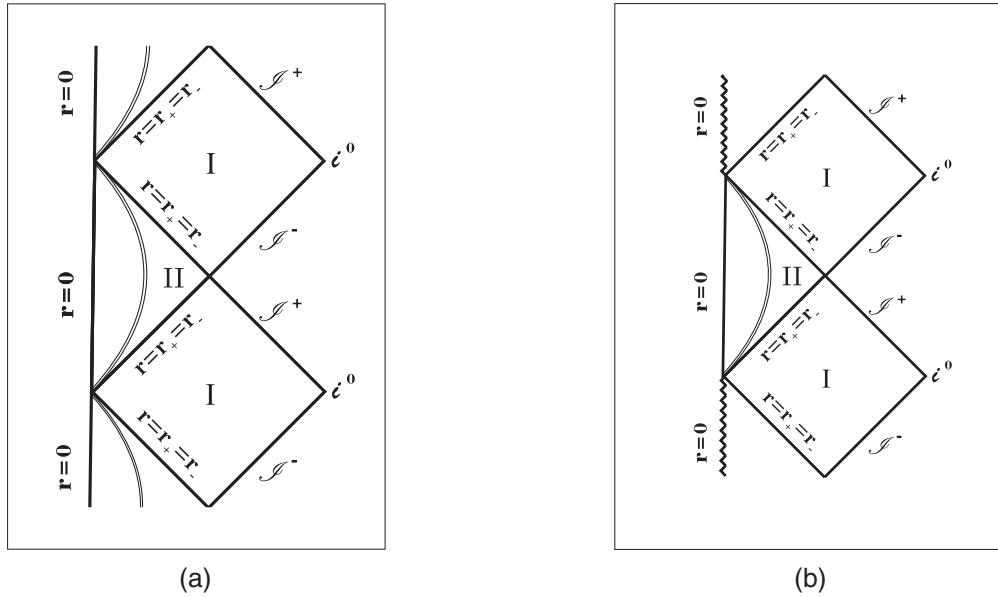 r=0
r=r₊=r₋
I
ℐ⁺
i⁰
r=r₊=r₋
ℐ⁻
r=0
II
ℐ⁺
r=r₊=r₋
I
i⁰
r=r₊=r₋
ℐ⁻
r=0
(a)
r=0
r=r₊=r₋
I
ℐ⁺
i⁰
r=r₊=r₋
ℐ⁻
r=0
II
ℐ⁺
r=r₊=r₋
I
i⁰
r=r₊=r₋
ℐ⁻
r=0
(b)